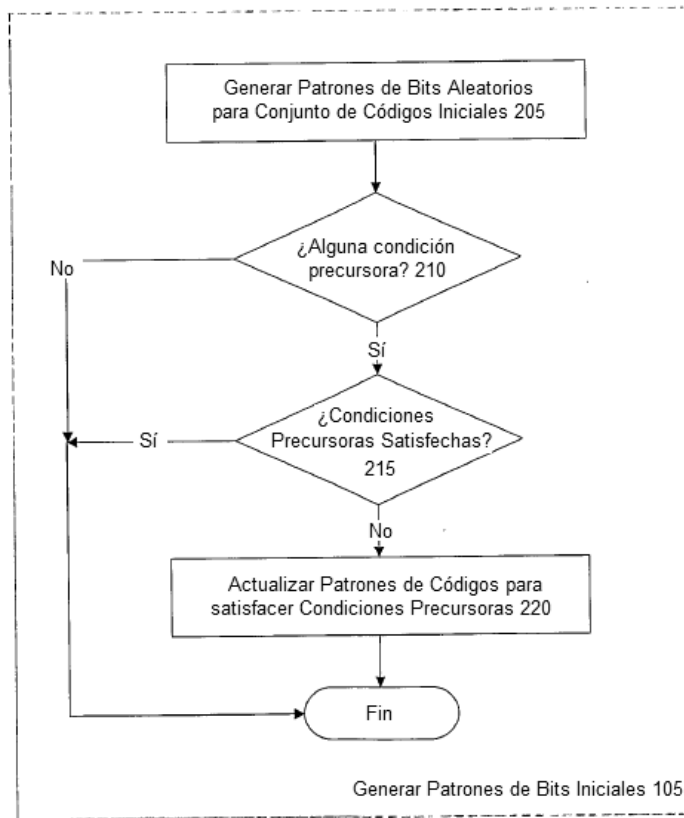 Generar Patrones de Bits Aleatorios
para Conjunto de Códigos Iniciales 205
¿Alguna condición
precursora? 210
No
Sí
¿Condiciones
Precursoras Satisfechas?
215
Sí
No
Actualizar Patrones de Códigos para
satisfacer Condiciones Precursoras 220
Fin
Generar Patrones de Bits Iniciales 105